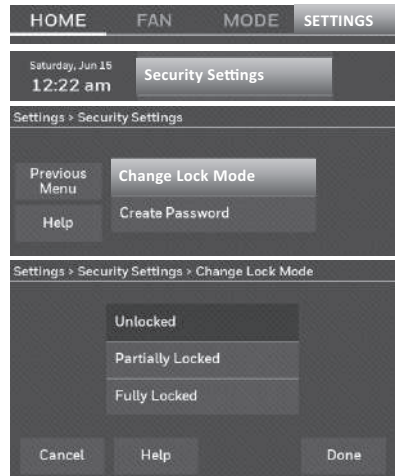 HOME FAN MODE SETTINGS
Saturday, Jun 15
12:22 am
Security Settings
Settings > Security Settings
Previous
Menu
Change Lock Mode
Help
Create Password
Settings > Security Settings > Change Lock Mode
Unlocked
Partially Locked
Fully Locked
Cancel Help Done